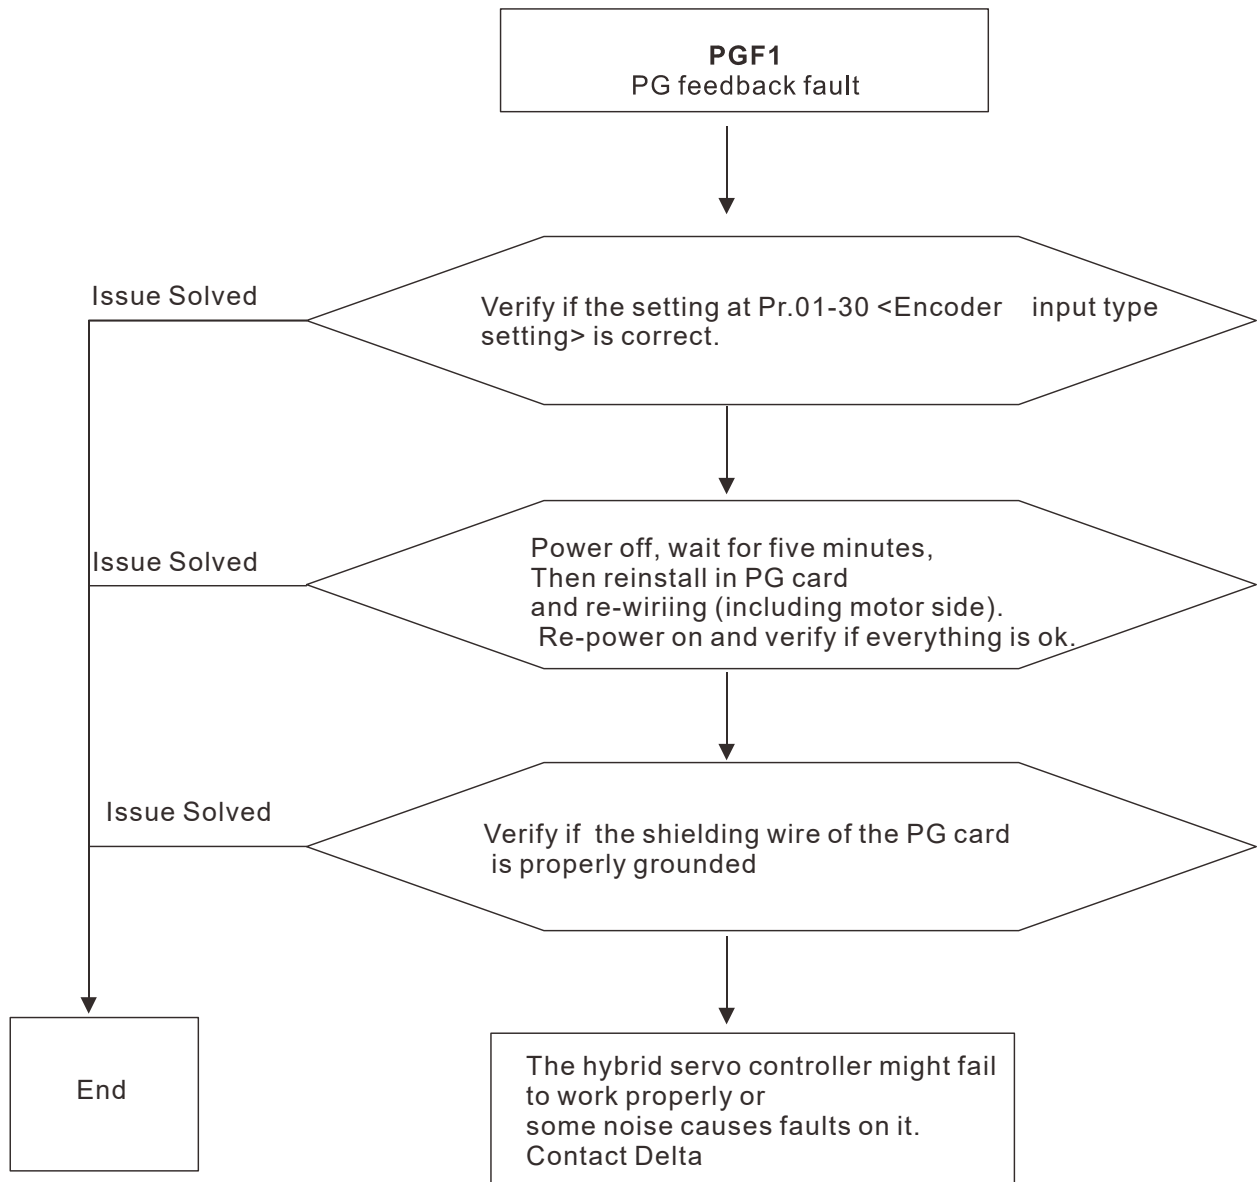 PGF1
PG feedback fault
Issue Solved
Verify if the setting at Pr.01-30 <Encoder input type
setting> is correct.
Issue Solved
Power off, wait for five minutes,
Then reinstall in PG card
and re-wiriing (including motor side).
Re-power on and verify if everything is ok.
Issue Solved
Verify if the shielding wire of the PG card
is properly grounded
End
The hybrid servo controller might fail
to work properly or
some noise causes faults on it.
Contact Delta